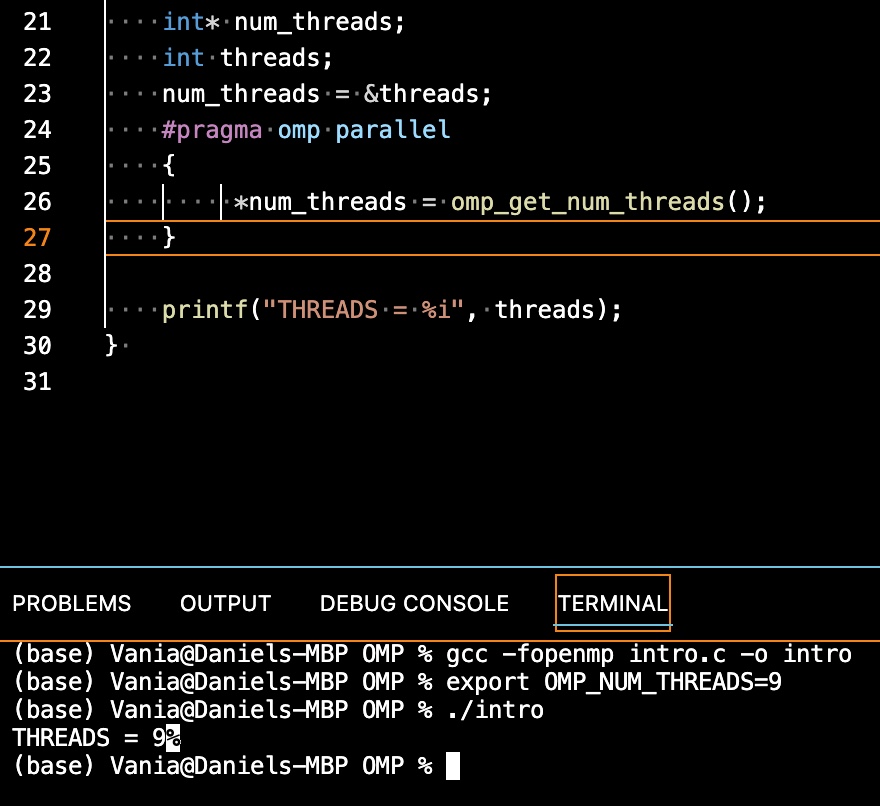 21 int* num_threads;
22 int threads;
23 num_threads = &threads;
24 #pragma omp parallel
25 {
26 *num_threads = omp_get_num_threads();
27 }
28
29 printf("THREADS = %i", threads);
30 }
31
PROBLEMS OUTPUT DEBUG CONSOLE TERMINAL
(base) Vania@Daniels-MBP OMP % gcc -fopenmp intro.c -o intro
(base) Vania@Daniels-MBP OMP % export OMP_NUM_THREADS=9
(base) Vania@Daniels-MBP OMP % ./intro
THREADS = 9%
(base) Vania@Daniels-MBP OMP %